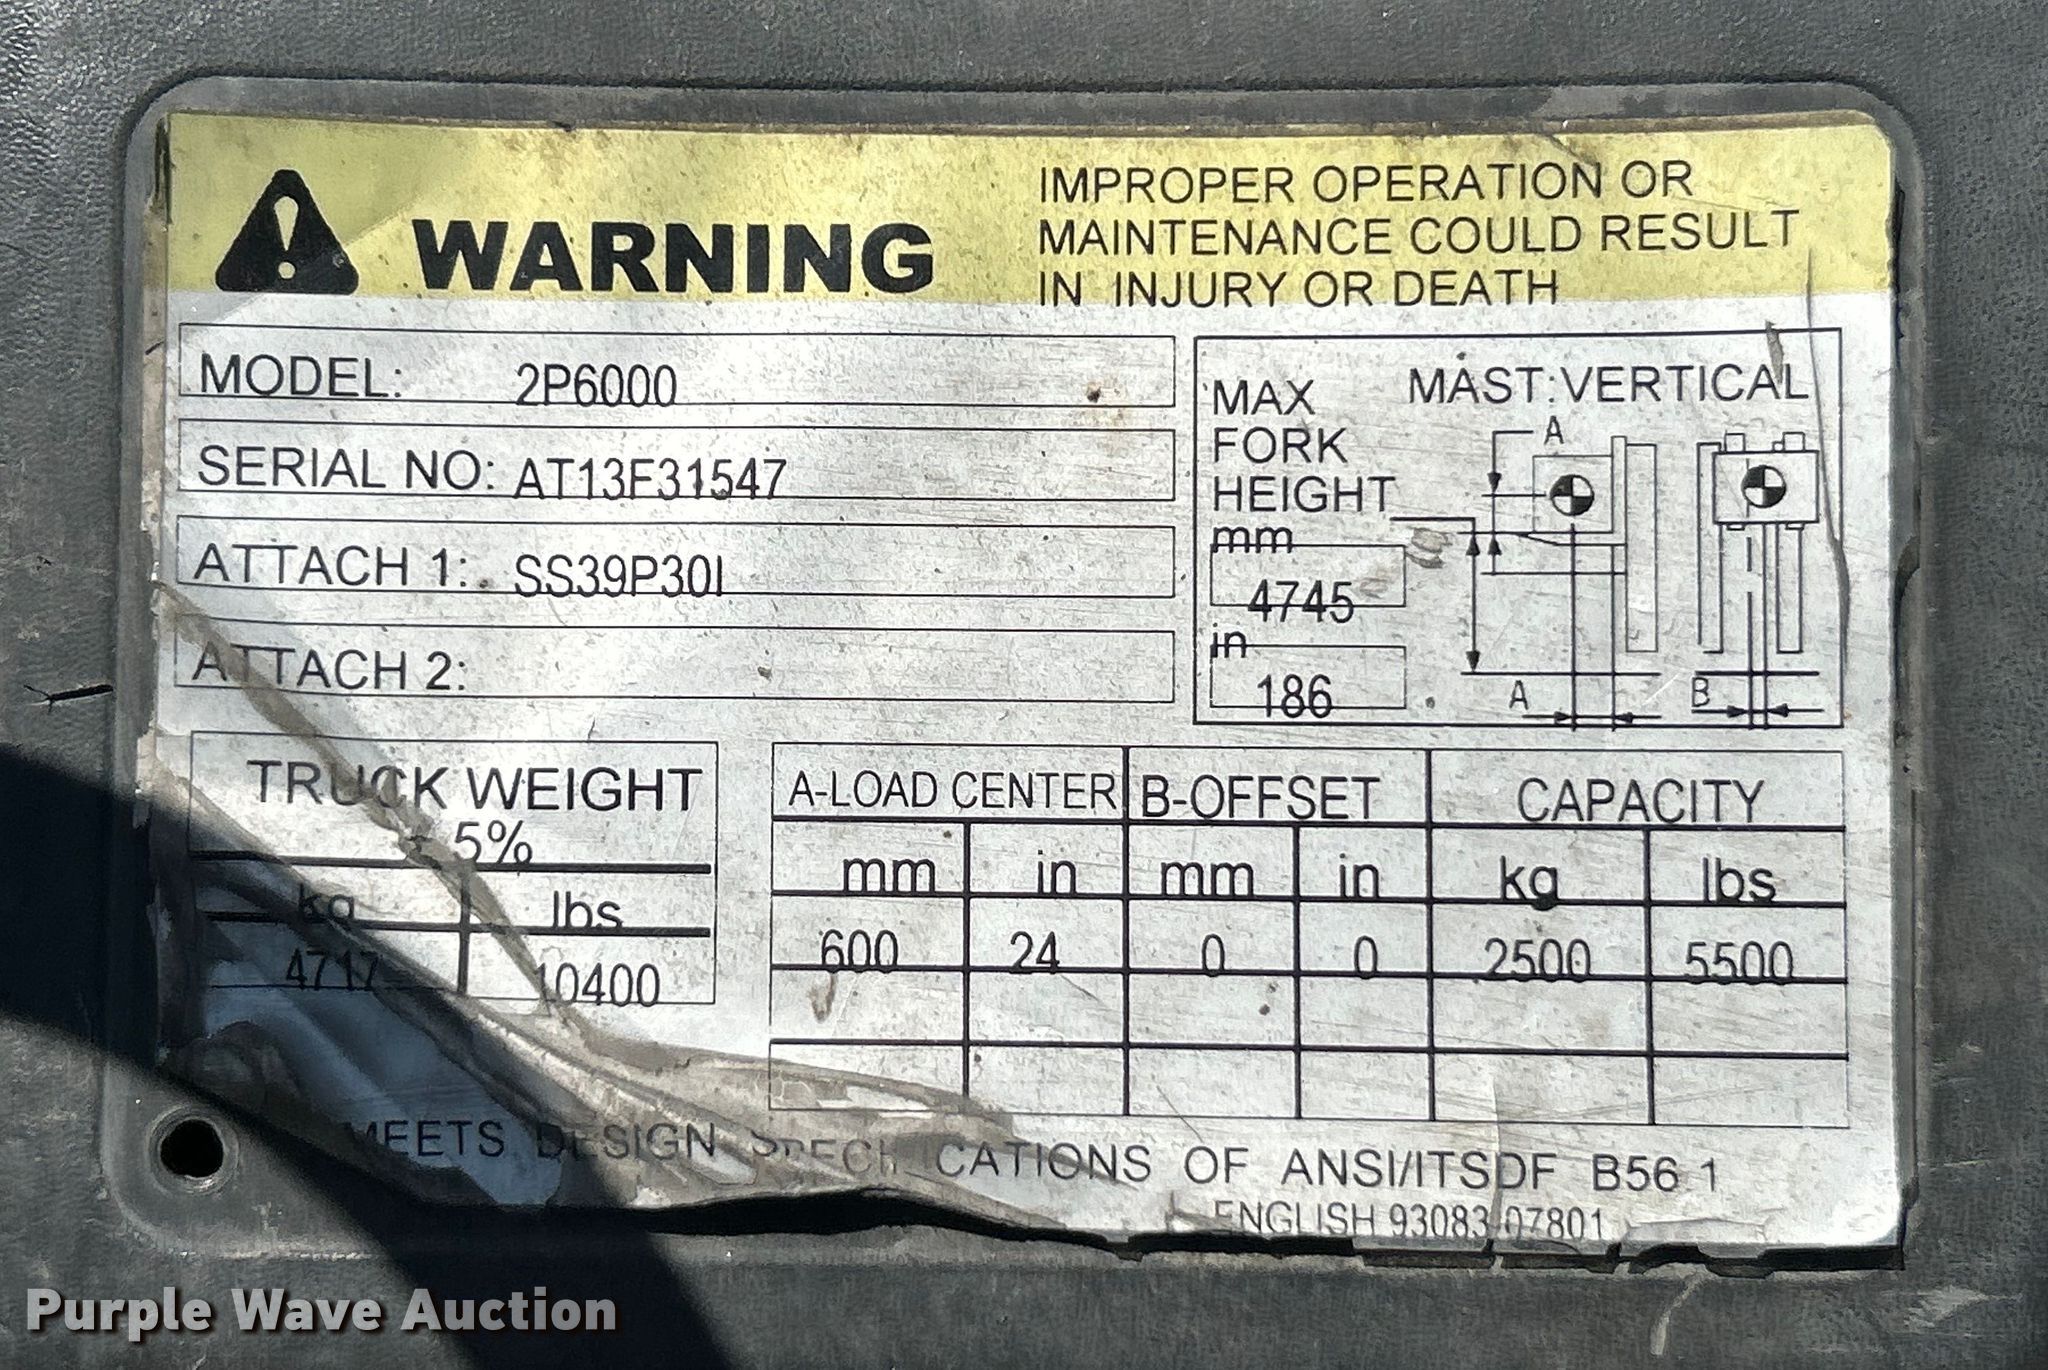 WARNING
IMPROPER OPERATION OR
MAINTENANCE COULD RESULT
IN INJURY OR DEATH
MODEL: 2P6000
SERIAL NO: AT13F31547
ATTACH 1: SS39P30I
ATTACH 2:
MAX
FORK
HEIGHT
mm
4745
in
186
MAST:VERTICAL
A
A B
TRUCK WEIGHT
± 5%
kg lbs
4717 10400
A-LOAD CENTER B-OFFSET CAPACITY
mm in mm in kg lbs
600 24 0 0 2500 5500
MEETS DESIGN SPECIFICATIONS OF ANSI/ITSDF B56 1
ENGLISH 93083-07801
Purple Wave Auction